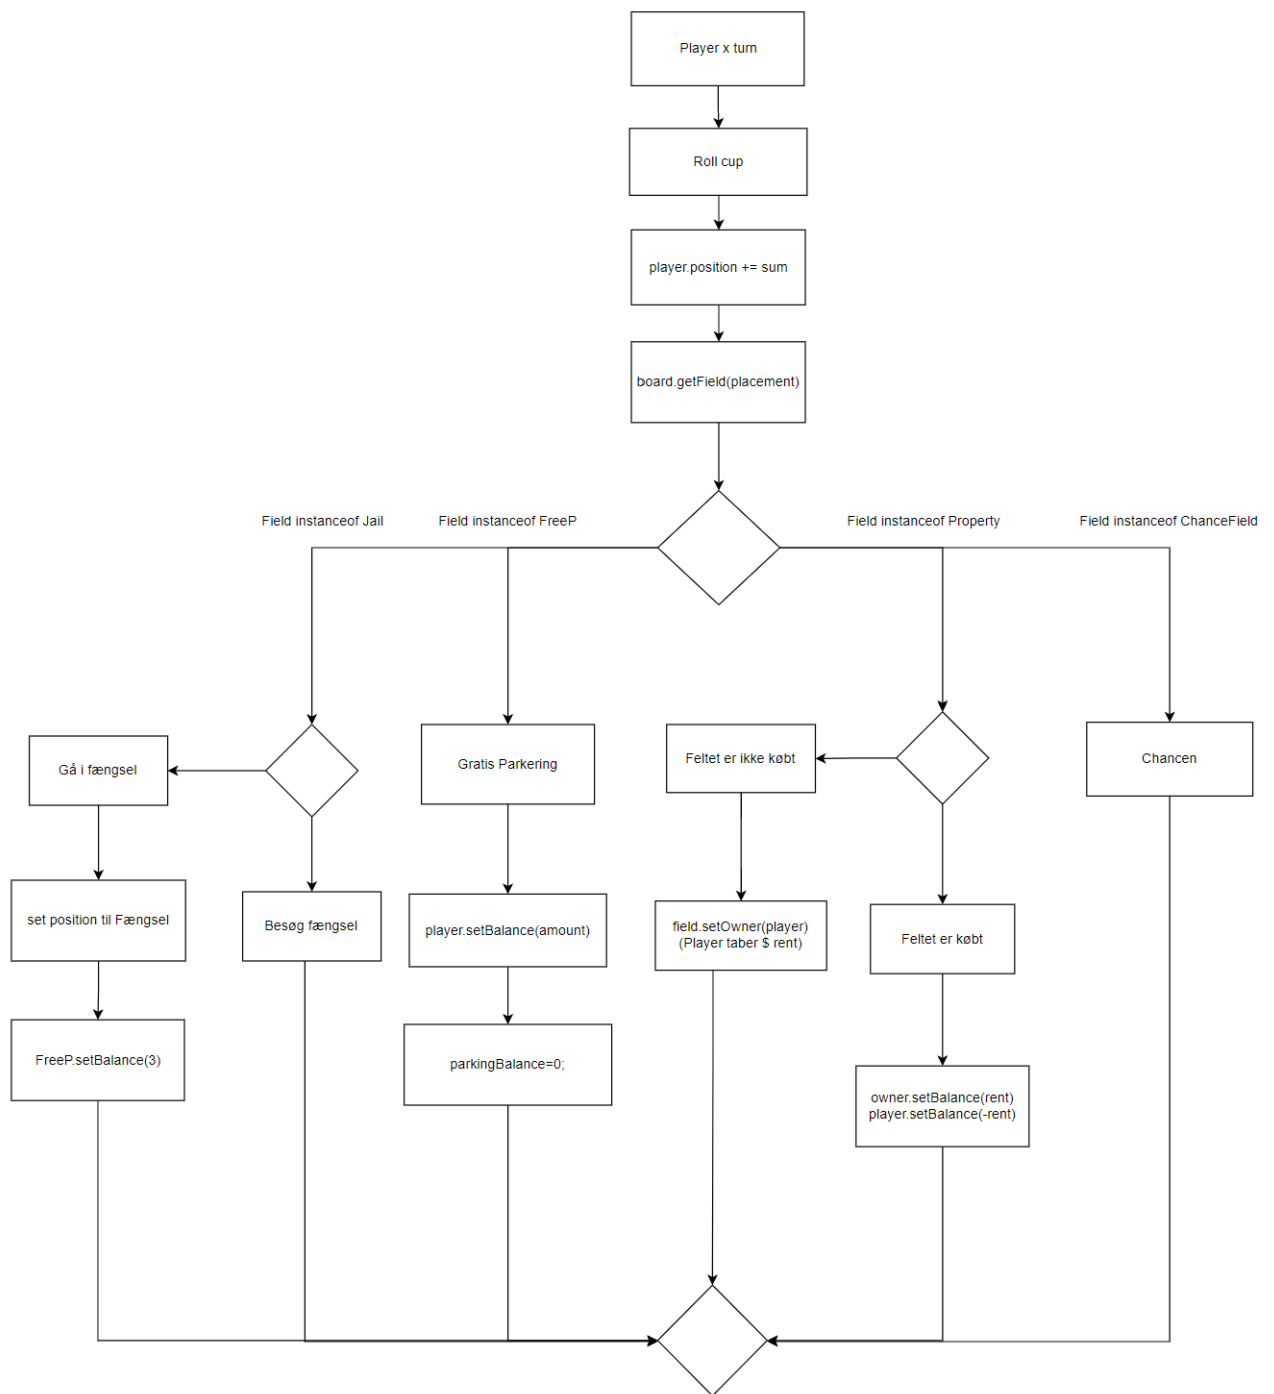 Player x turn
Roll cup
player.position += sum
board.getField(placement)
Field instanceof Jail
Field instanceof FreeP
Field instanceof Property
Field instanceof ChanceField
Gå i fængsel
Gratis Parkering
Feltet er ikke købt
Chancen
set position til Fængsel
Besøg fængsel
player.setBalance(amount)
field.setOwner(player)
(Player taber $ rent)
Feltet er købt
FreeP.setBalance(3)
parkingBalance=0;
owner.setBalance(rent)
player.setBalance(-rent)